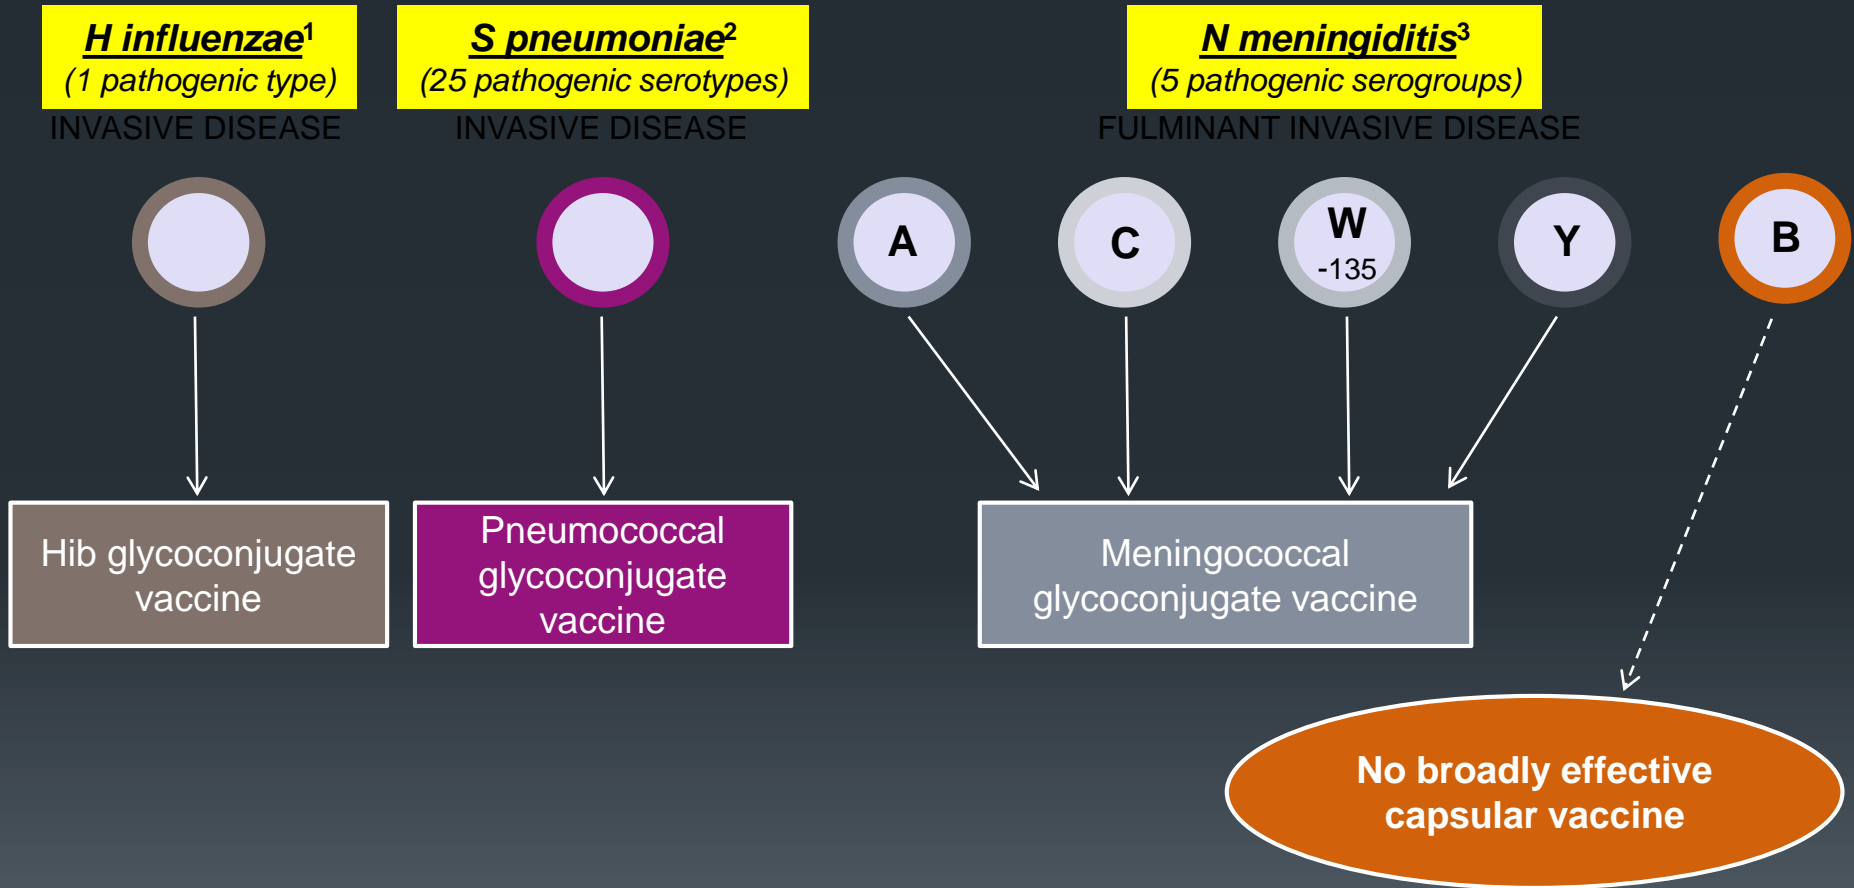 H influenzae¹
(1 pathogenic type)
INVASIVE DISEASE
S pneumoniae²
(25 pathogenic serotypes)
INVASIVE DISEASE
N meningiditis³
(5 pathogenic serogroups)
FULMINANT INVASIVE DISEASE
A
C
W
-135
Y
B
Hib glycoconjugate
vaccine
Pneumococcal
glycoconjugate
vaccine
Meningococcal
glycoconjugate vaccine
No broadly effective
capsular vaccine